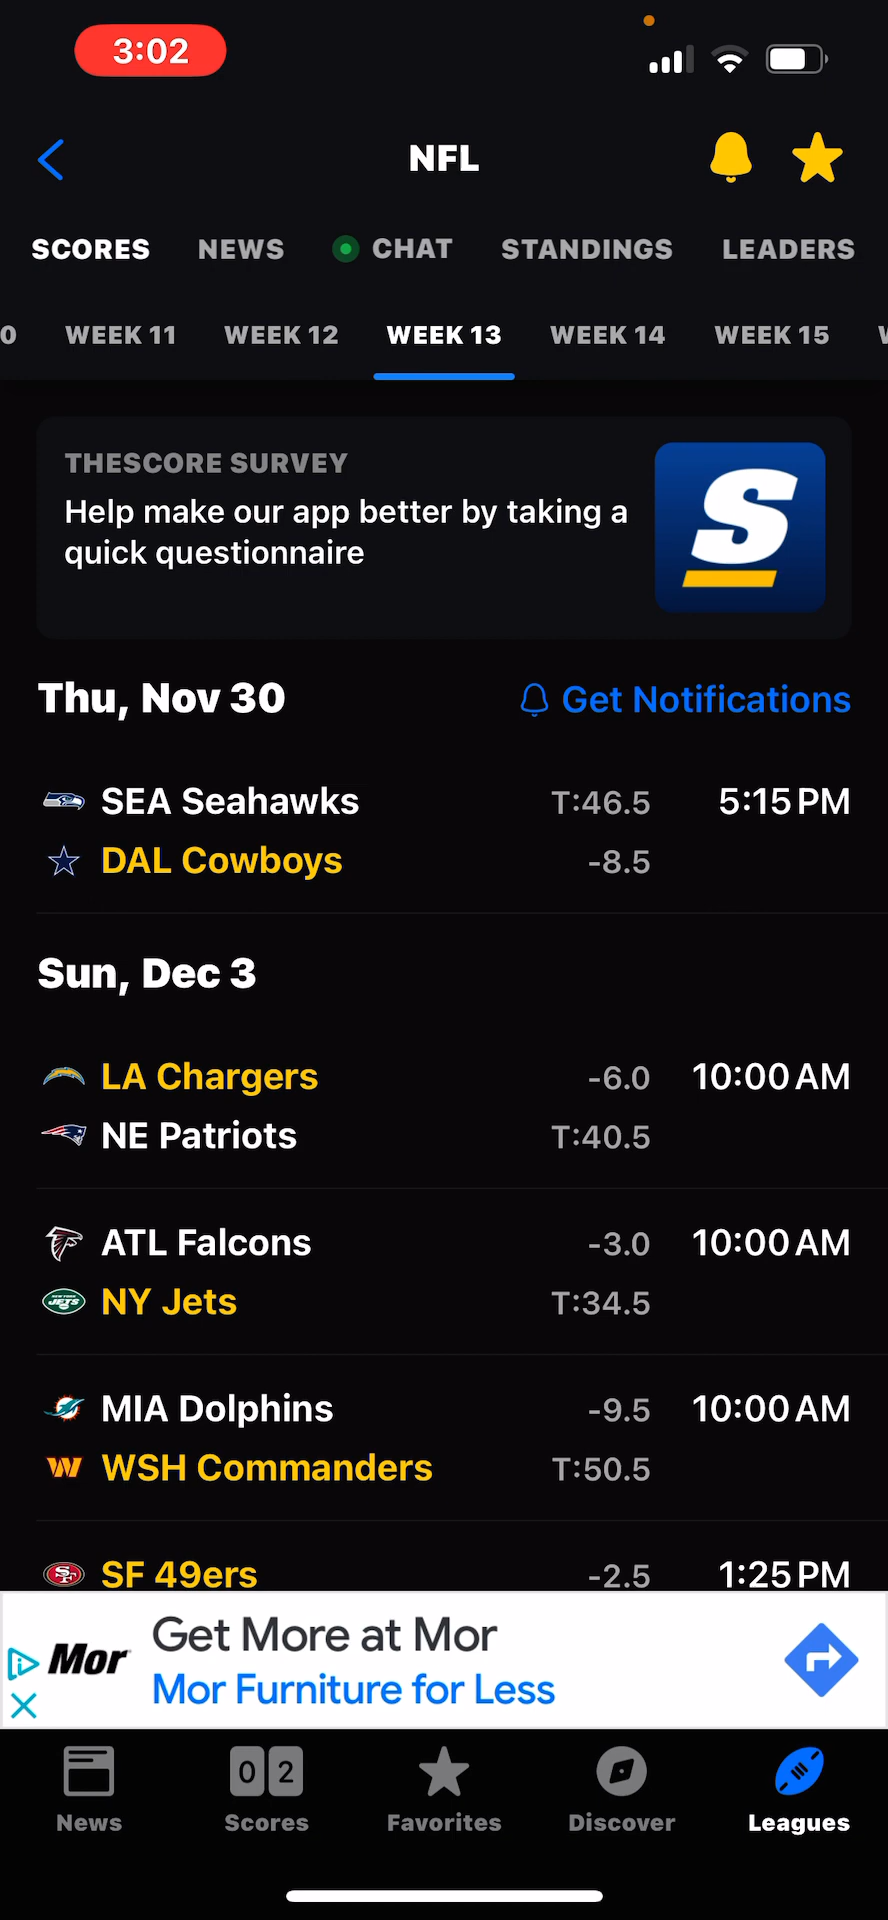 3:02
NFL
SCORES NEWS CHAT STANDINGS LEADERS
0 WEEK 11 WEEK 12 WEEK 13 WEEK 14 WEEK 15
THESCORE SURVEY
Help make our app better by taking a
quick questionnaire
S
Thu, Nov 30 Get Notifications
SEA Seahawks T:46.5 5:15 PM
DAL Cowboys -8.5
Sun, Dec 3
LA Chargers -6.0 10:00 AM
NE Patriots T:40.5
ATL Falcons -3.0 10:00 AM
NY Jets T:34.5
MIA Dolphins -9.5 10:00 AM
WSH Commanders T:50.5
SF 49ers -2.5 1:25 PM
Mor Get More at Mor
Mor Furniture for Less
0 2
News Scores Favorites Discover Leagues